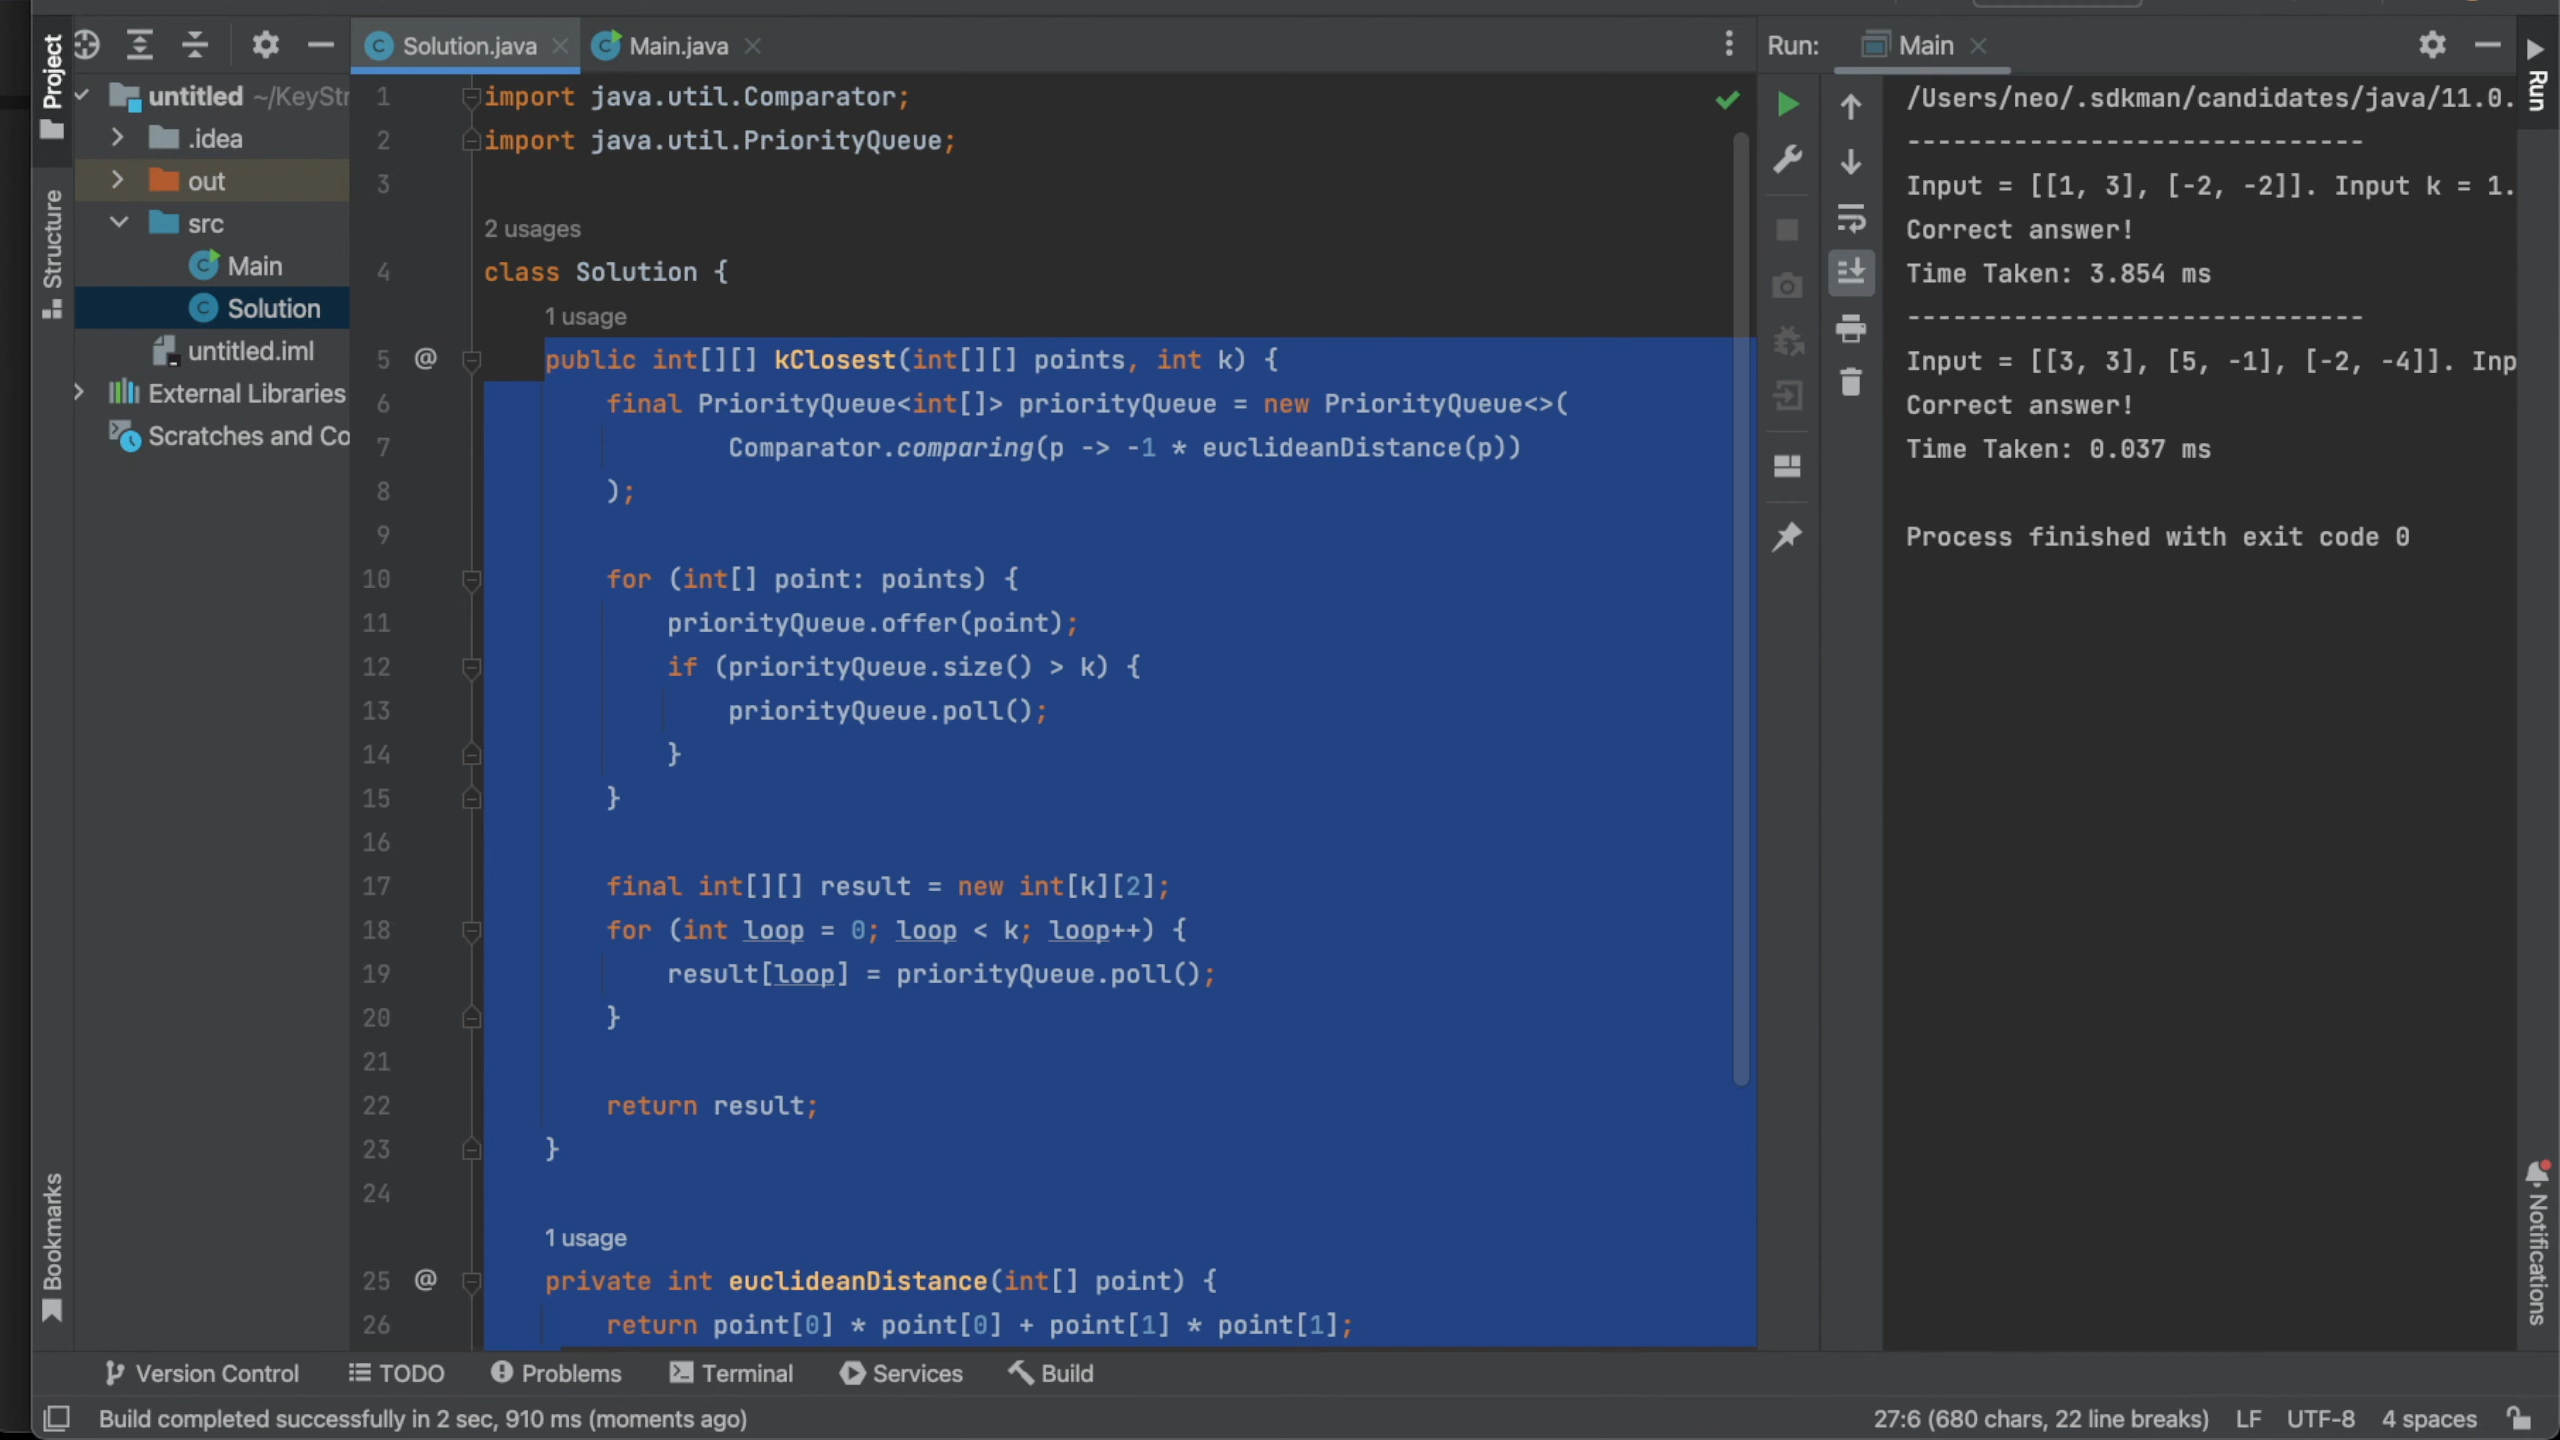 Project
Structure
Bookmarks
untitled ~/KeyStr
.idea
out
src
Main
Solution
untitled.iml
External Libraries
Scratches and Co
Solution.java
Main.java
1 import java.util.Comparator;
2 import java.util.PriorityQueue;
3
2 usages
4 class Solution {
1 usage
5 @ public int[][] kClosest(int[][] points, int k) {
6 final PriorityQueue<int[]> priorityQueue = new PriorityQueue<>(
7 Comparator.comparing(p -> -1 * euclideanDistance(p))
8 );
9
10 for (int[] point: points) {
11 priorityQueue.offer(point);
12 if (priorityQueue.size() > k) {
13 priorityQueue.poll();
14 }
15 }
16
17 final int[][] result = new int[k][2];
18 for (int loop = 0; loop < k; loop++) {
19 result[loop] = priorityQueue.poll();
20 }
21
22 return result;
23 }
24
1 usage
25 @ private int euclideanDistance(int[] point) {
26 return point[0] * point[0] + point[1] * point[1];
Run: Main
/Users/neo/.sdkman/candidates/java/11.0.
------------------------------
Input = [[1, 3], [-2, -2]]. Input k = 1.
Correct answer!
Time Taken: 3.854 ms
------------------------------
Input = [[3, 3], [5, -1], [-2, -4]]. Inp
Correct answer!
Time Taken: 0.037 ms
Process finished with exit code 0
Run
Notifications
Version Control TODO Problems Terminal Services Build
Build completed successfully in 2 sec, 910 ms (moments ago) 27:6 (680 chars, 22 line breaks) LF UTF-8 4 spaces